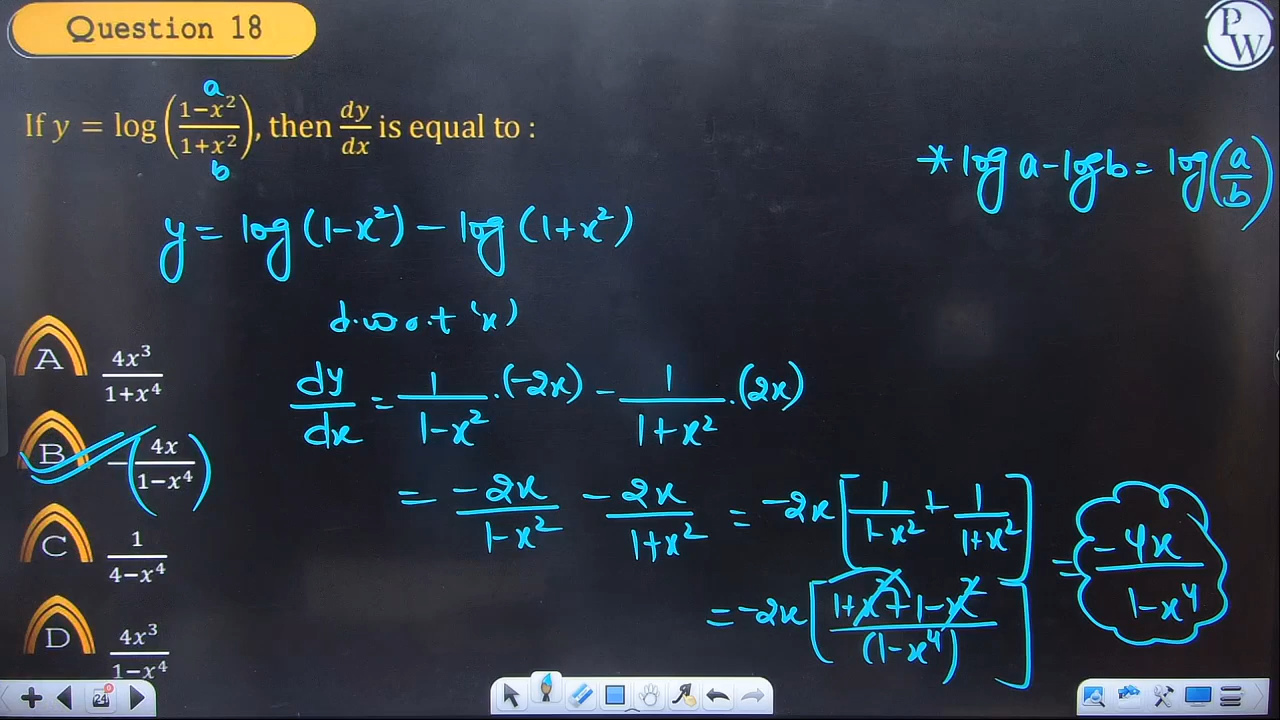 Question 18
PW
a
If y = log ((1−x²)/(1+x²)), then dy/dx is equal to :
b
* log a − log b = log(a/b)
y = log (1−x²) − log (1+x²)
d.w.r.t 'x'
dy/dx = 1/(1−x²) . (−2x) − 1/(1+x²) . (2x)
= −2x/(1−x²) − 2x/(1+x²) = −2x [1/(1−x²) + 1/(1+x²)]
= −2x [(1+x²+1−x²)/(1−x⁴)] = −4x/(1−x⁴)
A 4x³/(1+x⁴)
B −(4x/(1−x⁴))
C 1/(4−x⁴)
D 4x³/(1−x⁴)
24